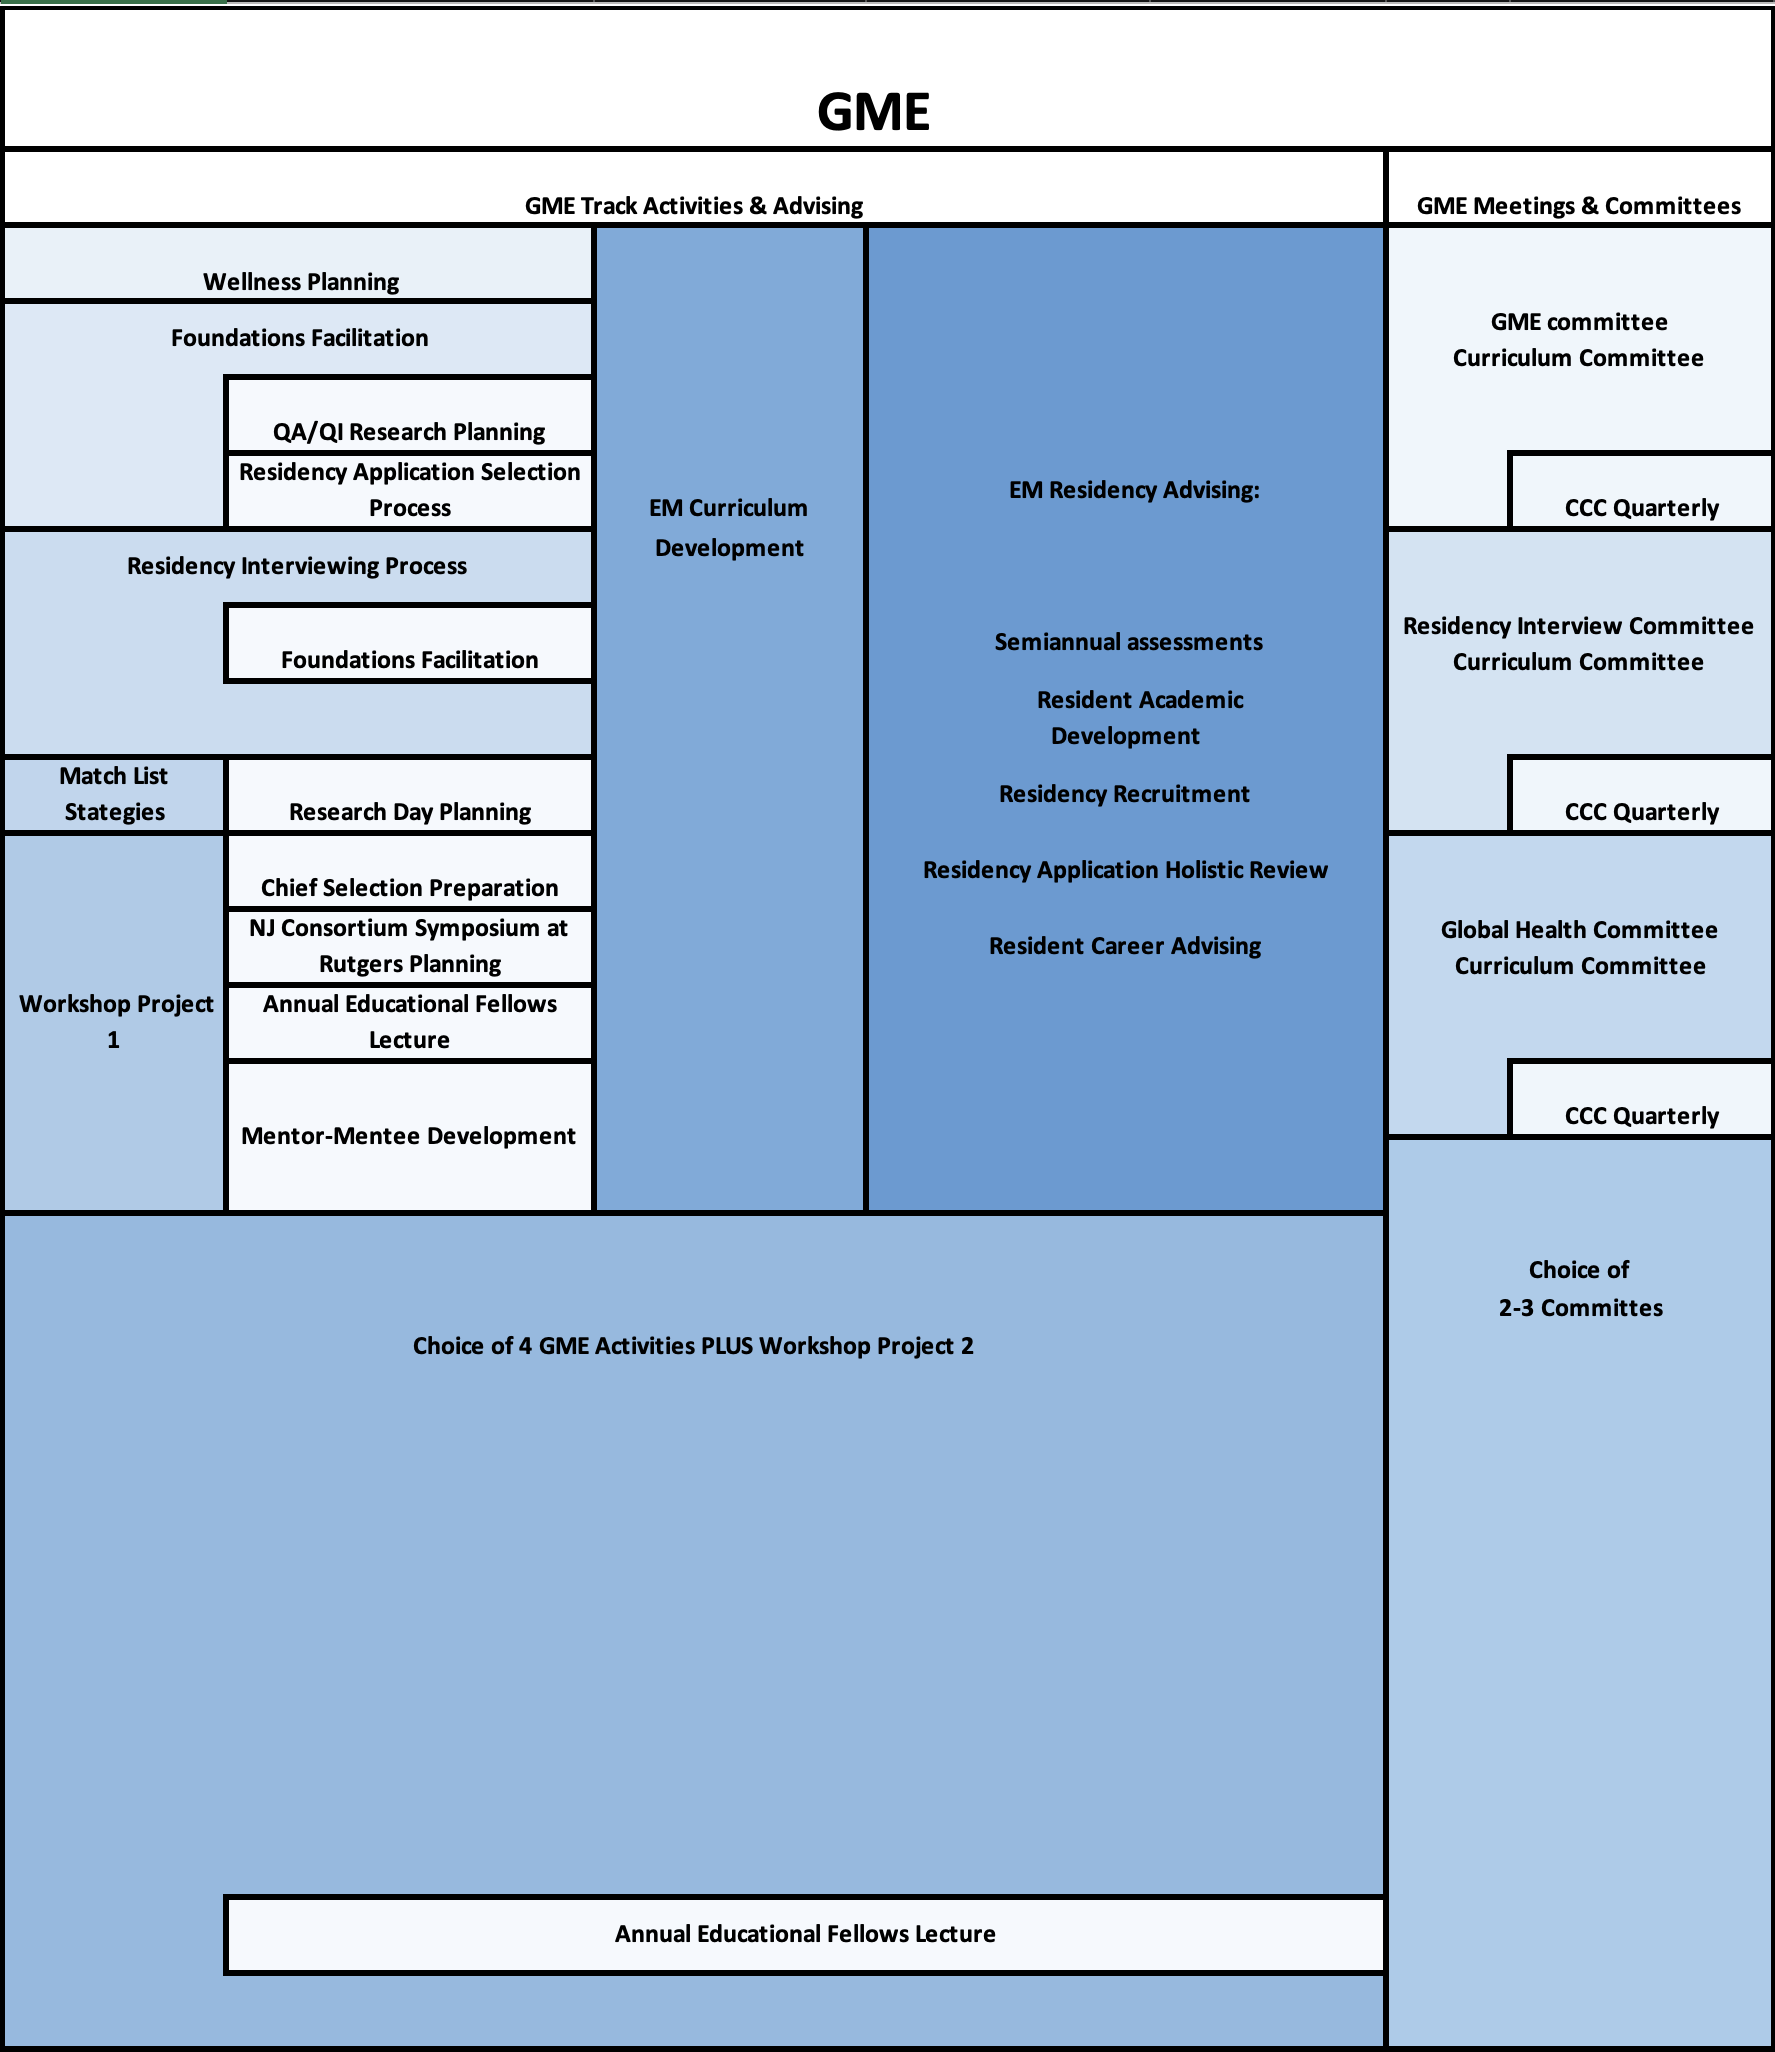 GME
GME Track Activities & Advising
GME Meetings & Committees
Wellness Planning
Foundations Facilitation
QA/QI Research Planning
Residency Application Selection
Process
Residency Interviewing Process
Foundations Facilitation
Match List
Stategies
Research Day Planning
Workshop Project
1
Chief Selection Preparation
NJ Consortium Symposium at
Rutgers Planning
Annual Educational Fellows
Lecture
Mentor-Mentee Development
EM Curriculum
Development
EM Residency Advising:
Semiannual assessments
Resident Academic
Development
Residency Recruitment
Residency Application Holistic Review
Resident Career Advising
GME committee
Curriculum Committee
CCC Quarterly
Residency Interview Committee
Curriculum Committee
CCC Quarterly
Global Health Committee
Curriculum Committee
CCC Quarterly
Choice of 4 GME Activities PLUS Workshop Project 2
Annual Educational Fellows Lecture
Choice of
2-3 Committes